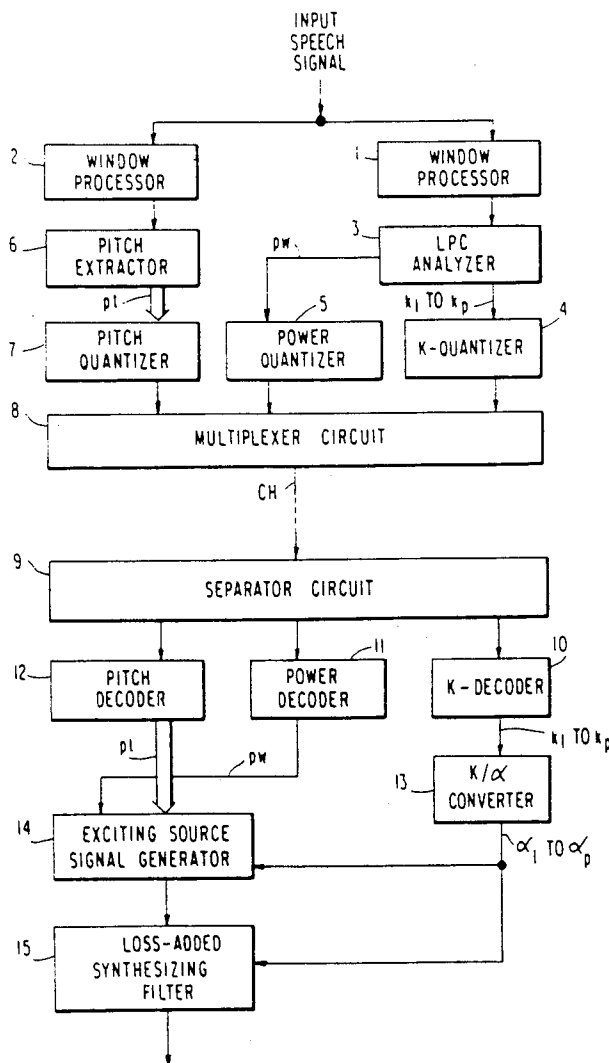 INPUT
SPEECH
SIGNAL
2
WINDOW
PROCESSOR
1
WINDOW
PROCESSOR
6
PITCH
EXTRACTOR
3
LPC
ANALYZER
pw
pi
k₁ TO kₚ
7
PITCH
QUANTIZER
5
POWER
QUANTIZER
4
K-QUANTIZER
8
MULTIPLEXER CIRCUIT
CH
9
SEPARATOR CIRCUIT
12
PITCH
DECODER
11
POWER
DECODER
10
K-DECODER
pi
pw
k₁ TO kₚ
13
K/α
CONVERTER
14
EXCITING SOURCE
SIGNAL GENERATOR
α₁ TO αₚ
15
LOSS-ADDED
SYNTHESIZING
FILTER